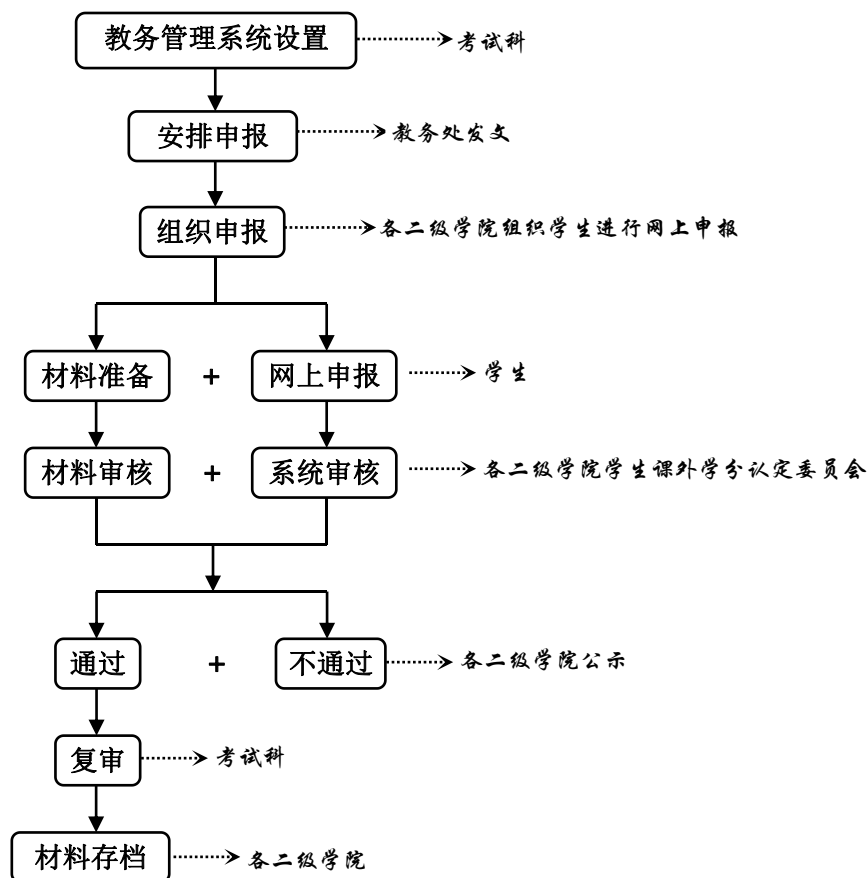 教务管理系统设置 考试科
安排申报 教务处发文
组织申报 各二级学院组织学生进行网上申报
材料准备 + 网上申报 学生
材料审核 + 系统审核 各二级学院学生课外学分认定委员会
通过 + 不通过 各二级学院公示
复审 考试科
材料存档 各二级学院